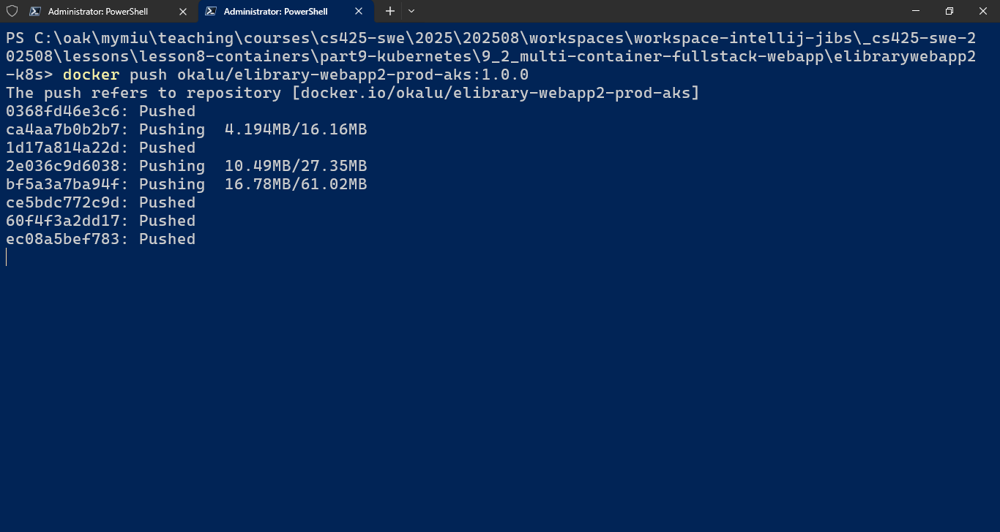 Administrator: PowerShell
Administrator: PowerShell
PS C:\oak\mymiu\teaching\courses\cs425-swe\2025\202508\workspaces\workspace-intellij-jibs\_cs425-swe-2
02508\lessons\lesson8-containers\part9-kubernetes\9_2_multi-container-fullstack-webapp\elibrarywebapp2
-k8s> docker push okalu/elibrary-webapp2-prod-aks:1.0.0
The push refers to repository [docker.io/okalu/elibrary-webapp2-prod-aks]
0368fd46e3c6: Pushed
ca4aa7b0b2b7: Pushing  4.194MB/16.16MB
1d17a814a22d: Pushed
2e036c9d6038: Pushing  10.49MB/27.35MB
bf5a3a7ba94f: Pushing  16.78MB/61.02MB
ce5bdc772c9d: Pushed
60f4f3a2dd17: Pushed
ec08a5bef783: Pushed